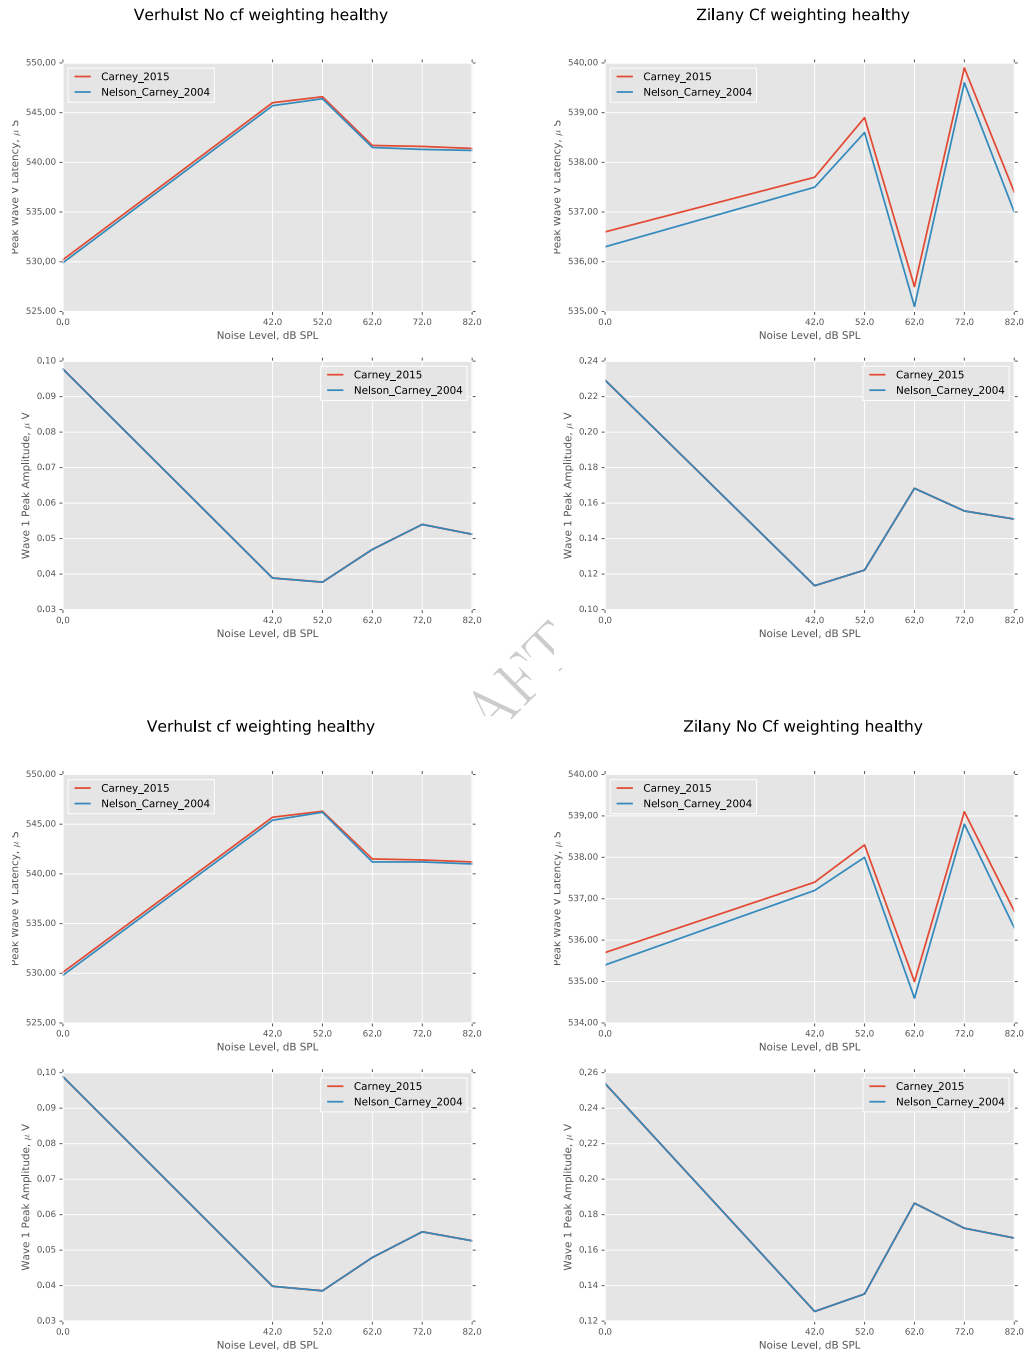 Verhulst No cf weighting healthy
Peak Wave V Latency, μ S
550.00
545.00
540.00
535.00
530.00
525.00
Carney_2015
Nelson_Carney_2004
0.0
42.0
52.0
62.0
72.0
82.0
Noise Level, dB SPL
Wave 1 Peak Amplitude, μ V
0.10
0.09
0.08
0.07
0.06
0.05
0.04
0.03
Carney_2015
Nelson_Carney_2004
0.0
42.0
52.0
62.0
72.0
82.0
Noise Level, dB SPL
Zilany Cf weighting healthy
Peak Wave V Latency, μ S
540.00
539.00
538.00
537.00
536.00
535.00
Carney_2015
Nelson_Carney_2004
0.0
42.0
52.0
62.0
72.0
82.0
Noise Level, dB SPL
Wave 1 Peak Amplitude, μ V
0.24
0.22
0.20
0.18
0.16
0.14
0.12
0.10
Carney_2015
Nelson_Carney_2004
0.0
42.0
52.0
62.0
72.0
82.0
Noise Level, dB SPL
AFT
Verhulst cf weighting healthy
Peak Wave V Latency, μ S
550.00
545.00
540.00
535.00
530.00
525.00
Carney_2015
Nelson_Carney_2004
0.0
42.0
52.0
62.0
72.0
82.0
Noise Level, dB SPL
Wave 1 Peak Amplitude, μ V
0.10
0.09
0.08
0.07
0.06
0.05
0.04
0.03
Carney_2015
Nelson_Carney_2004
0.0
42.0
52.0
62.0
72.0
82.0
Noise Level, dB SPL
Zilany No Cf weighting healthy
Peak Wave V Latency, μ S
540.00
539.00
538.00
537.00
536.00
535.00
534.00
Carney_2015
Nelson_Carney_2004
0.0
42.0
52.0
62.0
72.0
82.0
Noise Level, dB SPL
Wave 1 Peak Amplitude, μ V
0.26
0.24
0.22
0.20
0.18
0.16
0.14
0.12
Carney_2015
Nelson_Carney_2004
0.0
42.0
52.0
62.0
72.0
82.0
Noise Level, dB SPL